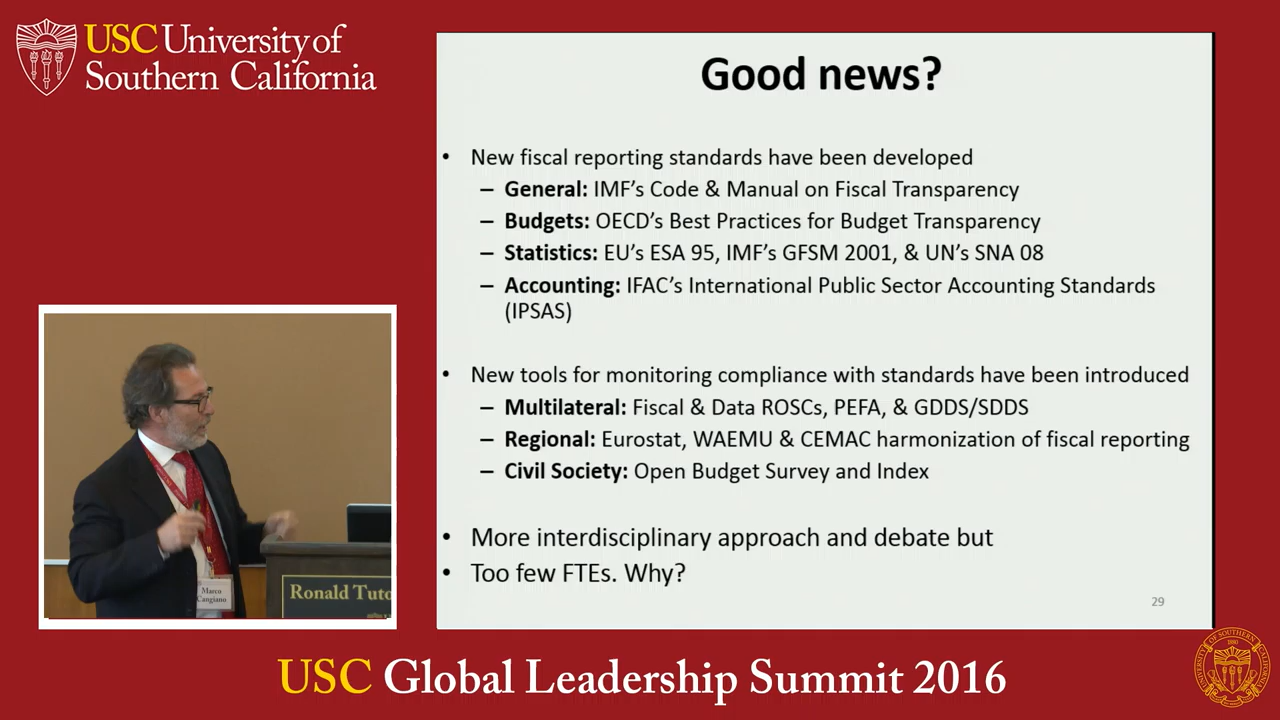 USC University of
Southern California
Good news?
• New fiscal reporting standards have been developed
– General: IMF's Code & Manual on Fiscal Transparency
– Budgets: OECD's Best Practices for Budget Transparency
– Statistics: EU's ESA 95, IMF's GFSM 2001, & UN's SNA 08
– Accounting: IFAC's International Public Sector Accounting Standards
(IPSAS)
• New tools for monitoring compliance with standards have been introduced
– Multilateral: Fiscal & Data ROSCs, PEFA, & GDDS/SDDS
– Regional: Eurostat, WAEMU & CEMAC harmonization of fiscal reporting
– Civil Society: Open Budget Survey and Index
• More interdisciplinary approach and debate but
• Too few FTEs. Why?
29
Marco
Cangiano
Ronald Tuto
USC Global Leadership Summit 2016